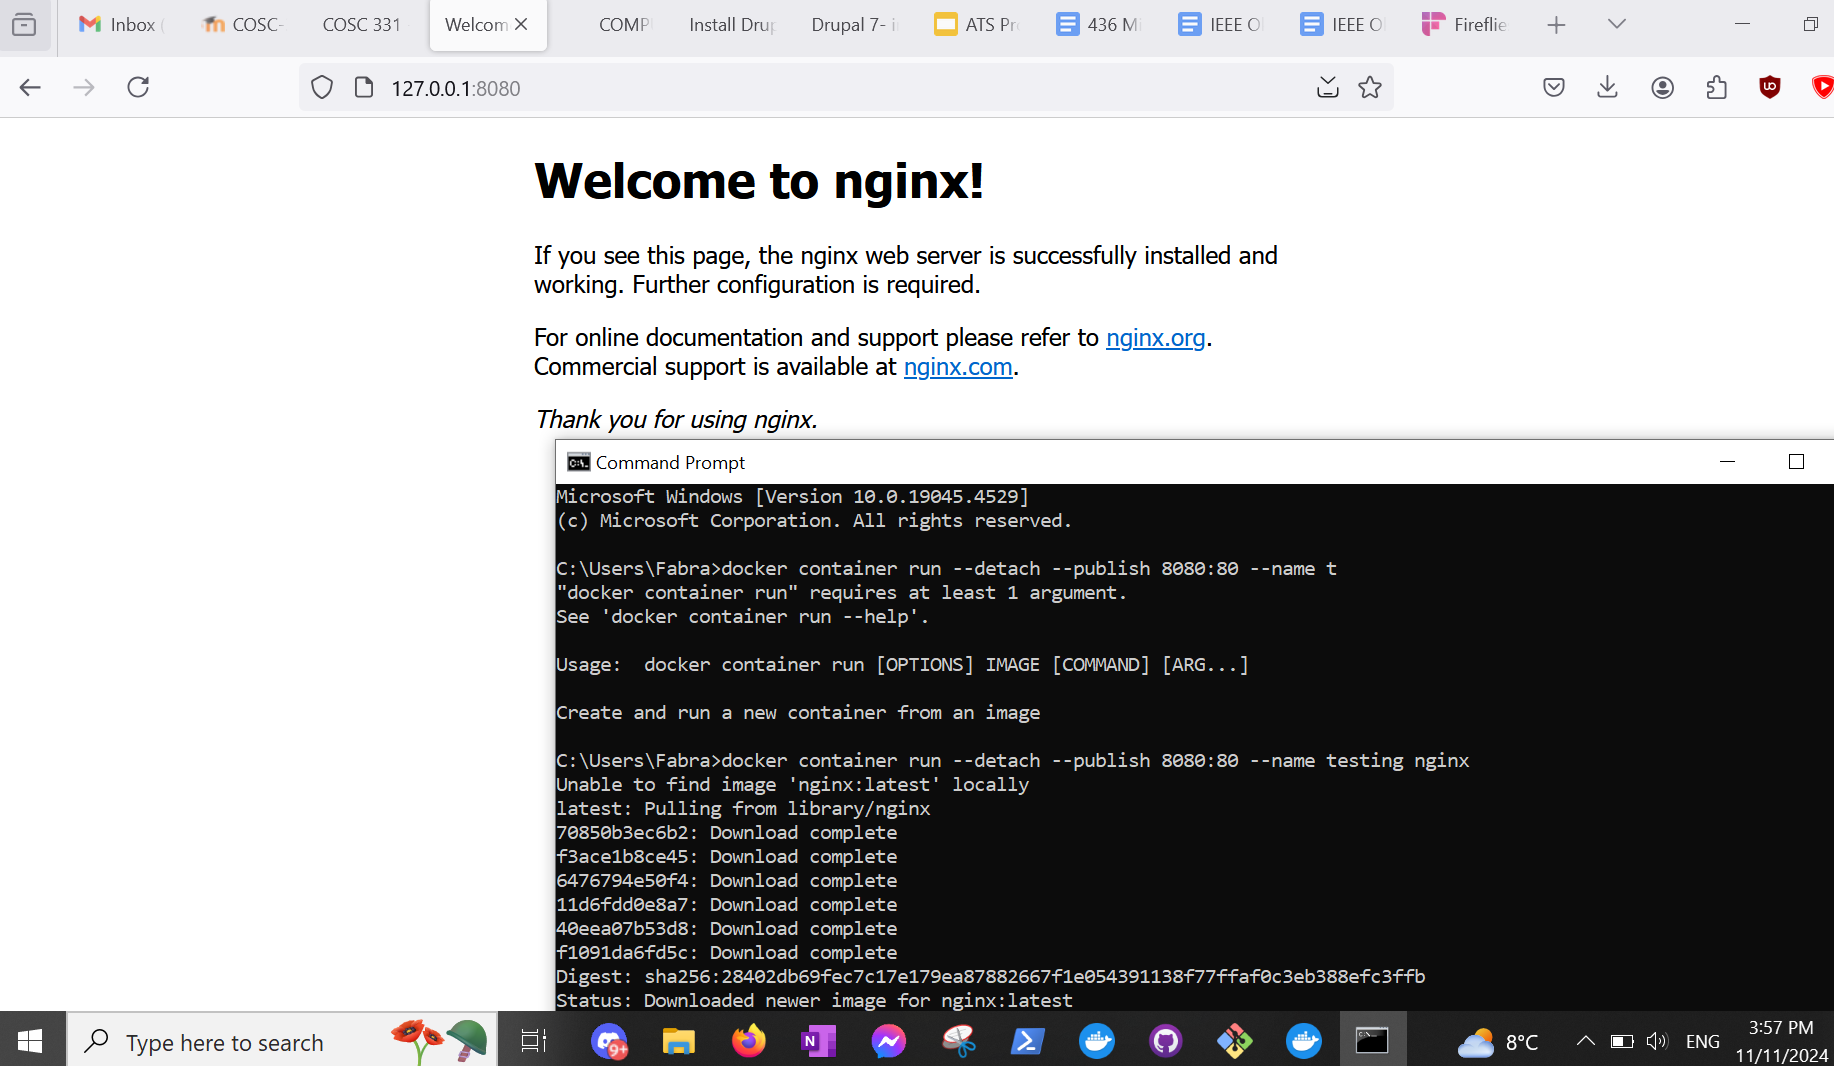 Inbox
COSC-
COSC 331
Welcom
COMP
Install Drup
Drupal 7- i
ATS Pr
436 Mi
IEEE O
IEEE O
Fireflie
127.0.0.1:8080
Welcome to nginx!
If you see this page, the nginx web server is successfully installed and
working. Further configuration is required.
For online documentation and support please refer to nginx.org.
Commercial support is available at nginx.com.
Thank you for using nginx.
Command Prompt
Microsoft Windows [Version 10.0.19045.4529]
(c) Microsoft Corporation. All rights reserved.
C:\Users\Fabra>docker container run --detach --publish 8080:80 --name t
"docker container run" requires at least 1 argument.
See 'docker container run --help'.
Usage:  docker container run [OPTIONS] IMAGE [COMMAND] [ARG...]
Create and run a new container from an image
C:\Users\Fabra>docker container run --detach --publish 8080:80 --name testing nginx
Unable to find image 'nginx:latest' locally
latest: Pulling from library/nginx
70850b3ec6b2: Download complete
f3ace1b8ce45: Download complete
6476794e50f4: Download complete
11d6fdd0e8a7: Download complete
40eea07b53d8: Download complete
f1091da6fd5c: Download complete
Digest: sha256:28402db69fec7c17e179ea87882667f1e054391138f77ffaf0c3eb388efc3ffb
Status: Downloaded newer image for nginx:latest
Type here to search
9+
8°C
ENG
3:57 PM
11/11/2024